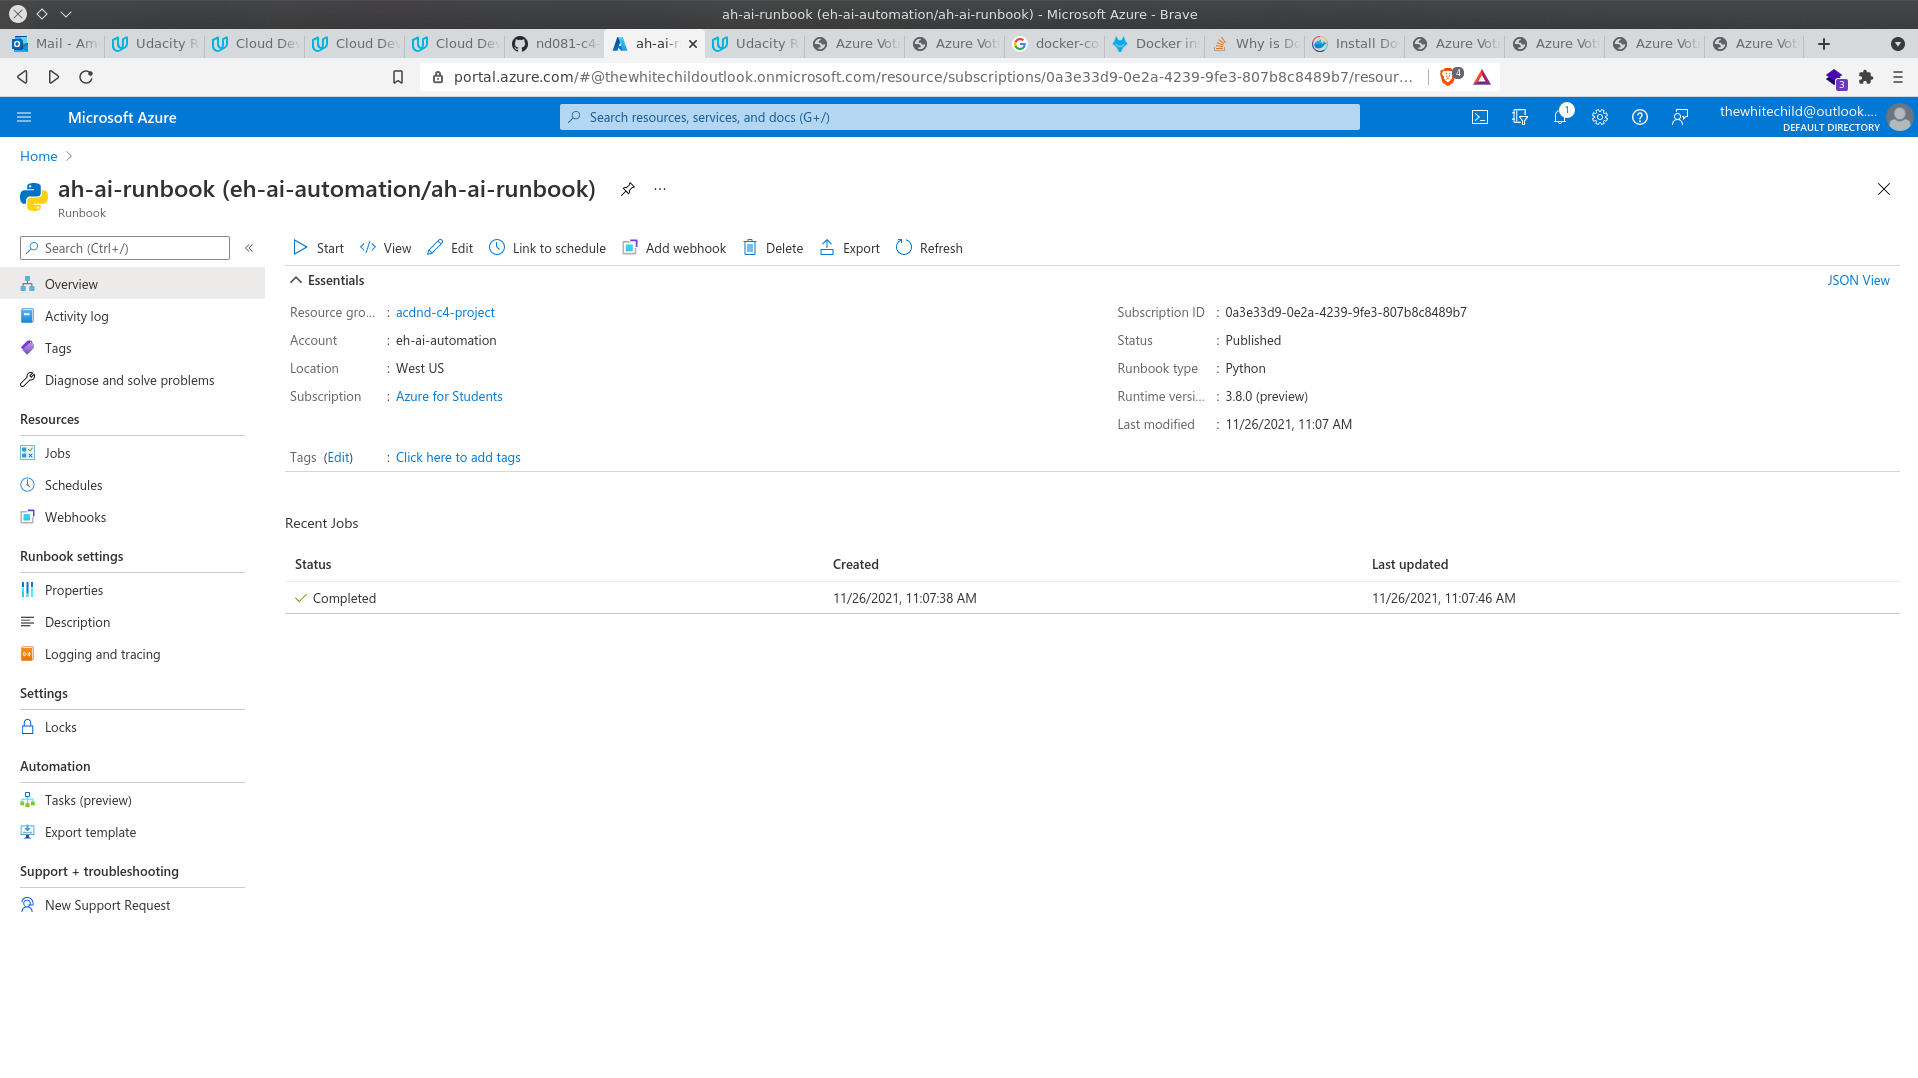 ah-ai-runbook (eh-ai-automation/ah-ai-runbook) - Microsoft Azure - Brave
Mail - Am
Udacity R
Cloud De
Cloud De
Cloud De
nd081-c4
ah-ai-r
Udacity R
Azure Vot
Azure Vot
docker-co
Docker in
Why is Do
Install Do
Azure Vot
Azure Vot
Azure Vot
Azure Vot
portal.azure.com/#@thewhitechildoutlook.onmicrosoft.com/resource/subscriptions/0a3e33d9-0e2a-4239-9fe3-807b8c8489b7/resour...
4
3
Microsoft Azure
Search resources, services, and docs (G+/)
1
thewhitechild@outlook....
DEFAULT DIRECTORY
Home
ah-ai-runbook (eh-ai-automation/ah-ai-runbook)
Runbook
Search (Ctrl+/)
Start
View
Edit
Link to schedule
Add webhook
Delete
Export
Refresh
Overview
Activity log
Tags
Diagnose and solve problems
Resources
Jobs
Schedules
Webhooks
Runbook settings
Properties
Description
Logging and tracing
Settings
Locks
Automation
Tasks (preview)
Export template
Support + troubleshooting
New Support Request
Essentials
JSON View
Resource gro... : acdnd-c4-project
Account : eh-ai-automation
Location : West US
Subscription : Azure for Students
Subscription ID : 0a3e33d9-0e2a-4239-9fe3-807b8c8489b7
Status : Published
Runbook type : Python
Runtime versi... : 3.8.0 (preview)
Last modified : 11/26/2021, 11:07 AM
Tags (Edit) : Click here to add tags
Recent Jobs
Status Created Last updated
Completed 11/26/2021, 11:07:38 AM 11/26/2021, 11:07:46 AM